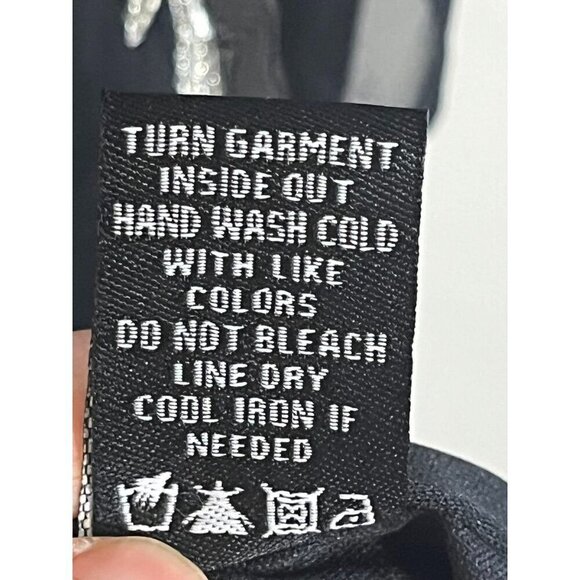 TURN GARMENT
INSIDE OUT
HAND WASH COLD
WITH LIKE
COLORS
DO NOT BLEACH
LINE DRY
COOL IRON IF
NEEDED